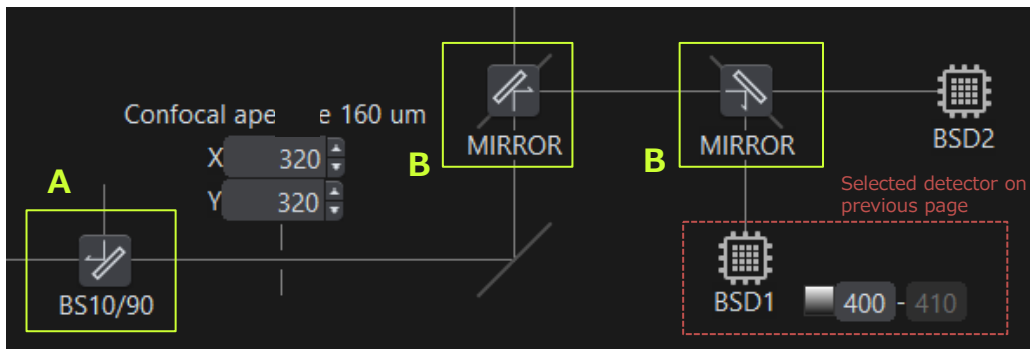 Confocal ape e 160 um
X 320
Y 320
A
BS10/90
B
MIRROR
B
MIRROR
BSD2
Selected detector on
previous page
BSD1
400 - 410